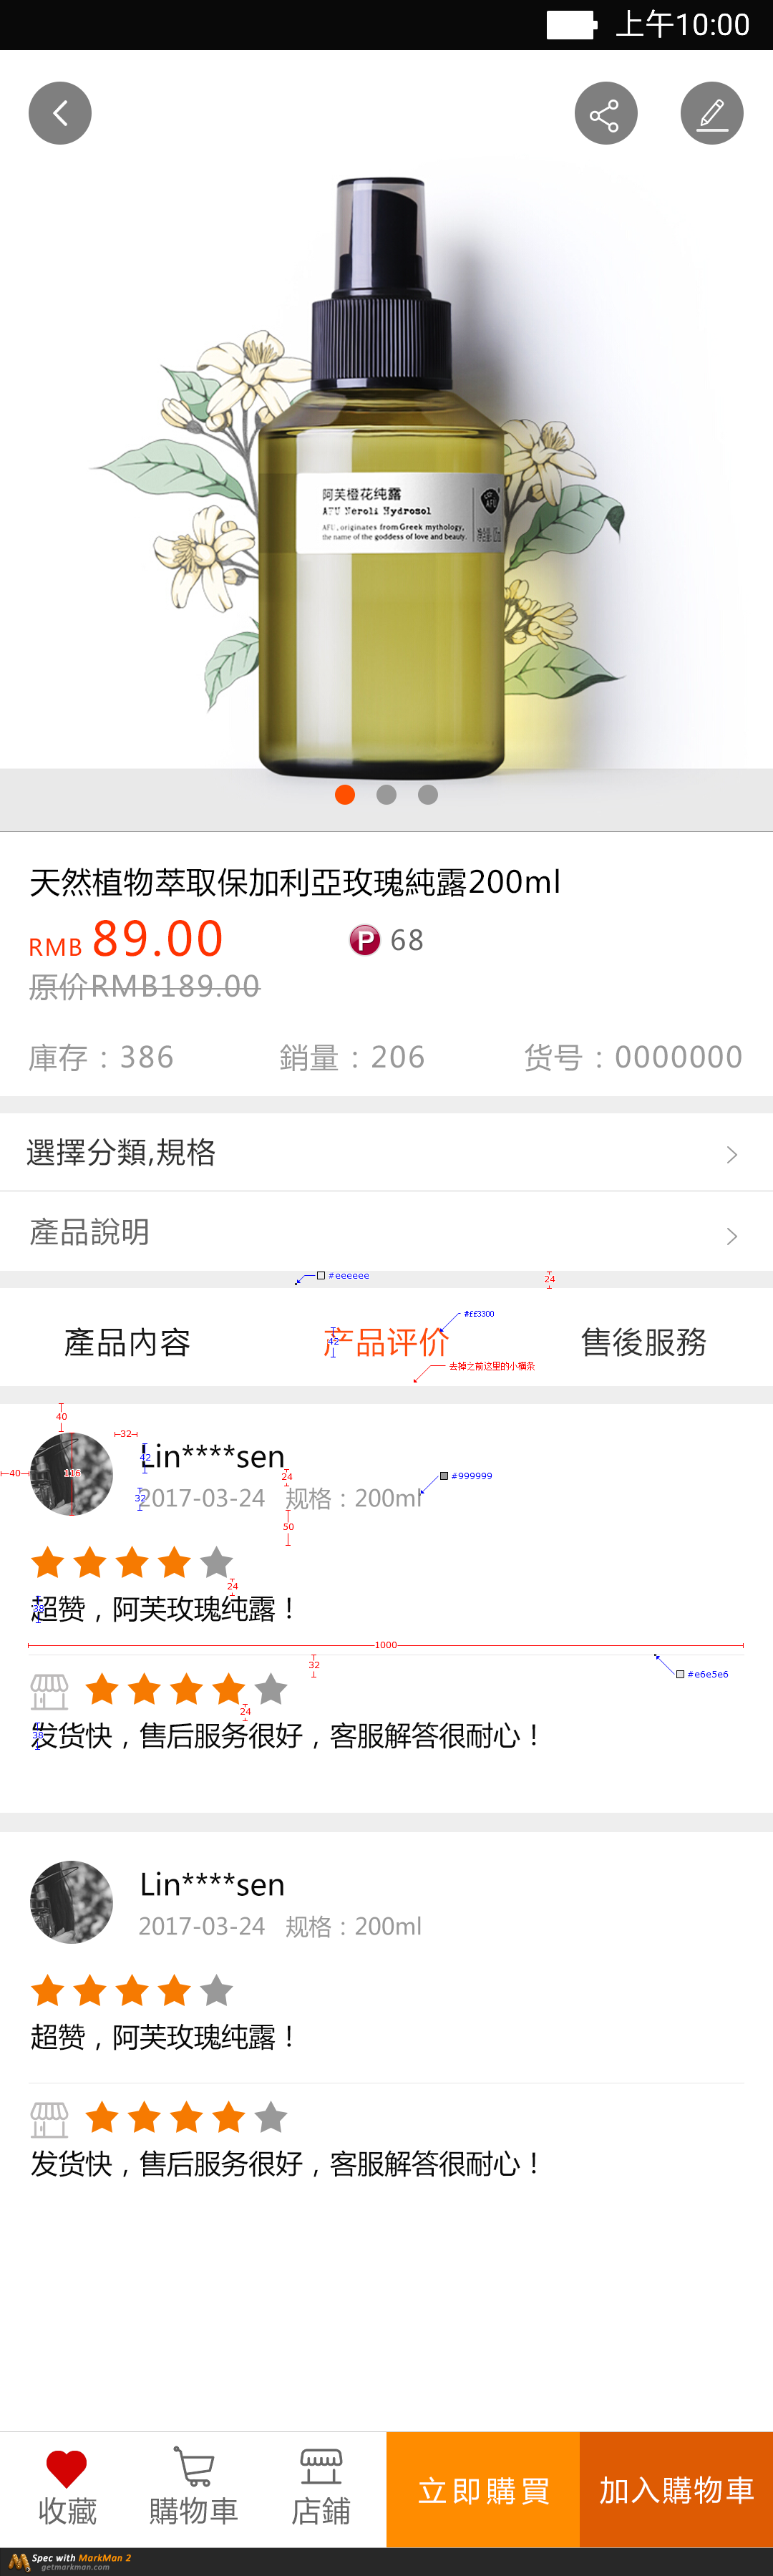 上午10:00
阿芙橙花纯露
AFU Neroli Hydrosol
AFU, originates from Greek mythology,
the name of the goddess of love and beauty.
AFU
天然植物萃取保加利亞玫瑰純露200ml
RMB 89.00
P 68
原价RMB189.00
庫存：386 銷量：206 货号：0000000
選擇分類,規格
產品說明
#eeeeee 24
#ff3300
產品內容 产品评价 售後服務
42
去掉之前这里的小横条
40
32
Lin****sen
42
40 116
24 #999999
2017-03-24 规格：200ml
32
50
24
超赞，阿芙玫瑰纯露！
38
1000
32
#e6e5e6
24
发货快，售后服务很好，客服解答很耐心！
38
Lin****sen
2017-03-24 规格：200ml
超赞，阿芙玫瑰纯露！
发货快，售后服务很好，客服解答很耐心！
收藏 購物車 店鋪 立即購買 加入購物車
Spec with MarkMan 2
getmarkman.com